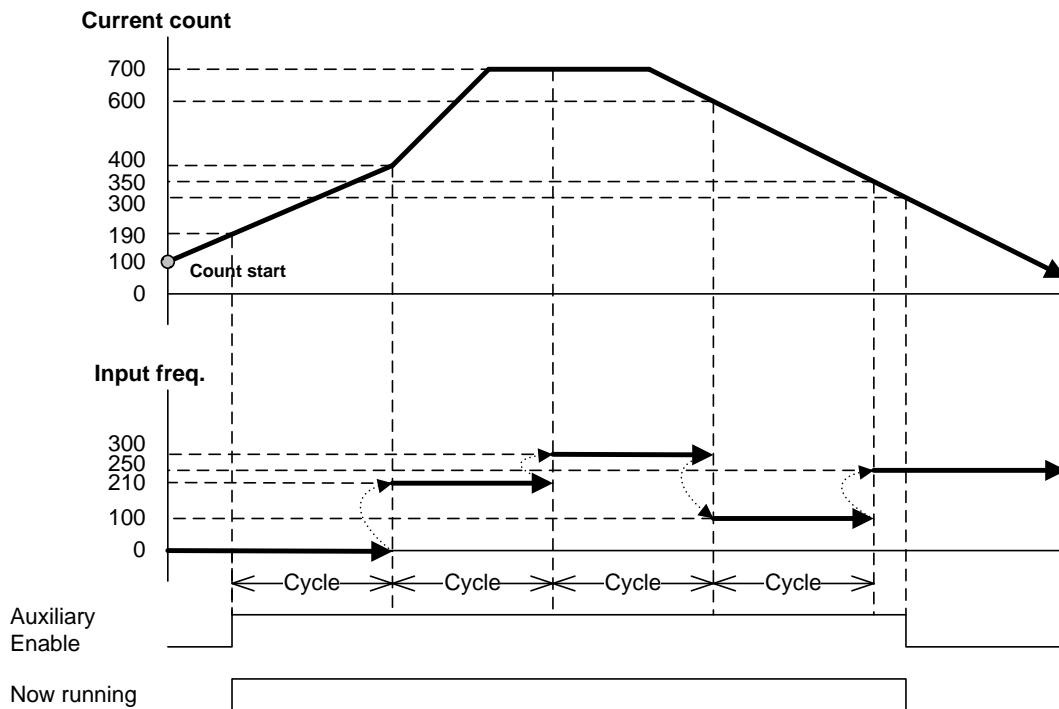 Current count
700
600
400
350
300
190
100
Count start
0
Input freq.
300
250
210
100
0
Cycle Cycle Cycle Cycle
Auxiliary
Enable
Now running